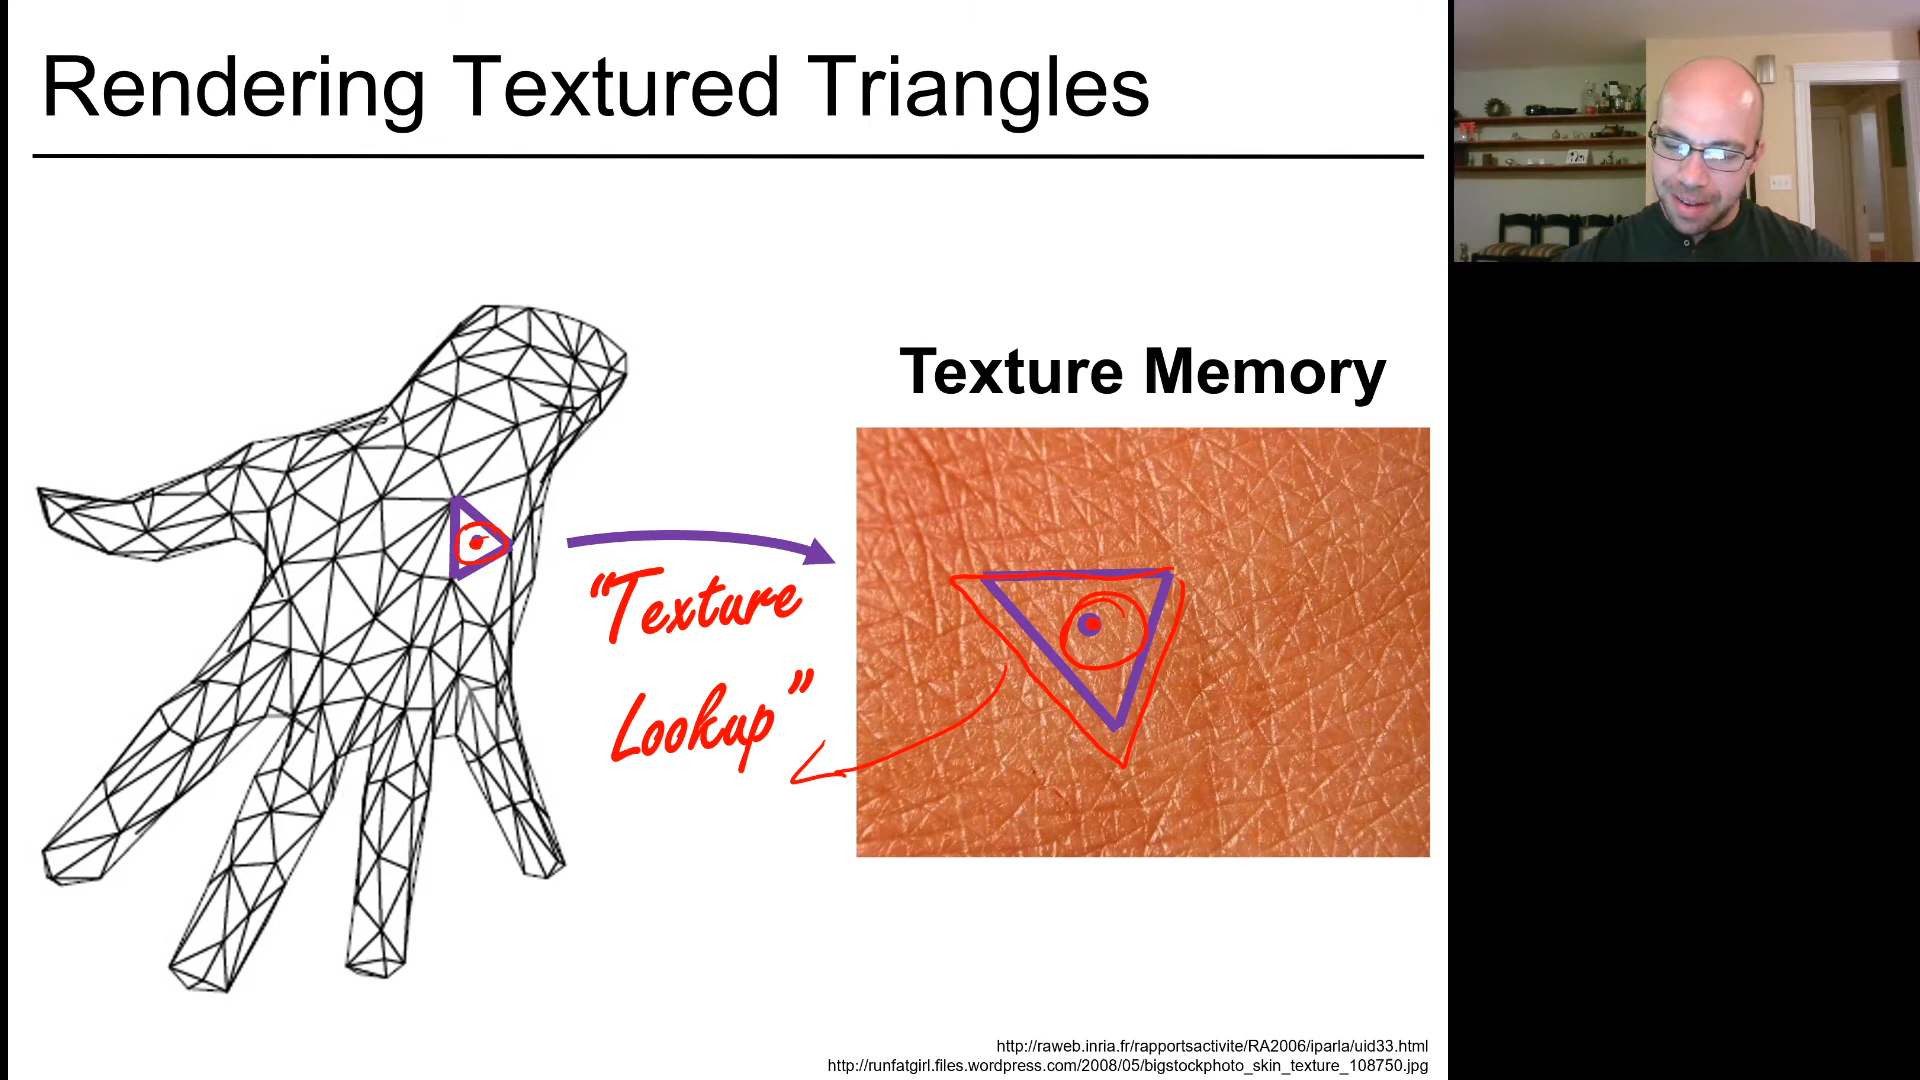 Rendering Textured Triangles
Texture Memory
"Texture
Lookup"
http://raweb.inria.fr/rapportsactivite/RA2006/iparla/uid33.html
http://runfatgirl.files.wordpress.com/2008/05/bigstockphoto_skin_texture_108750.jpg